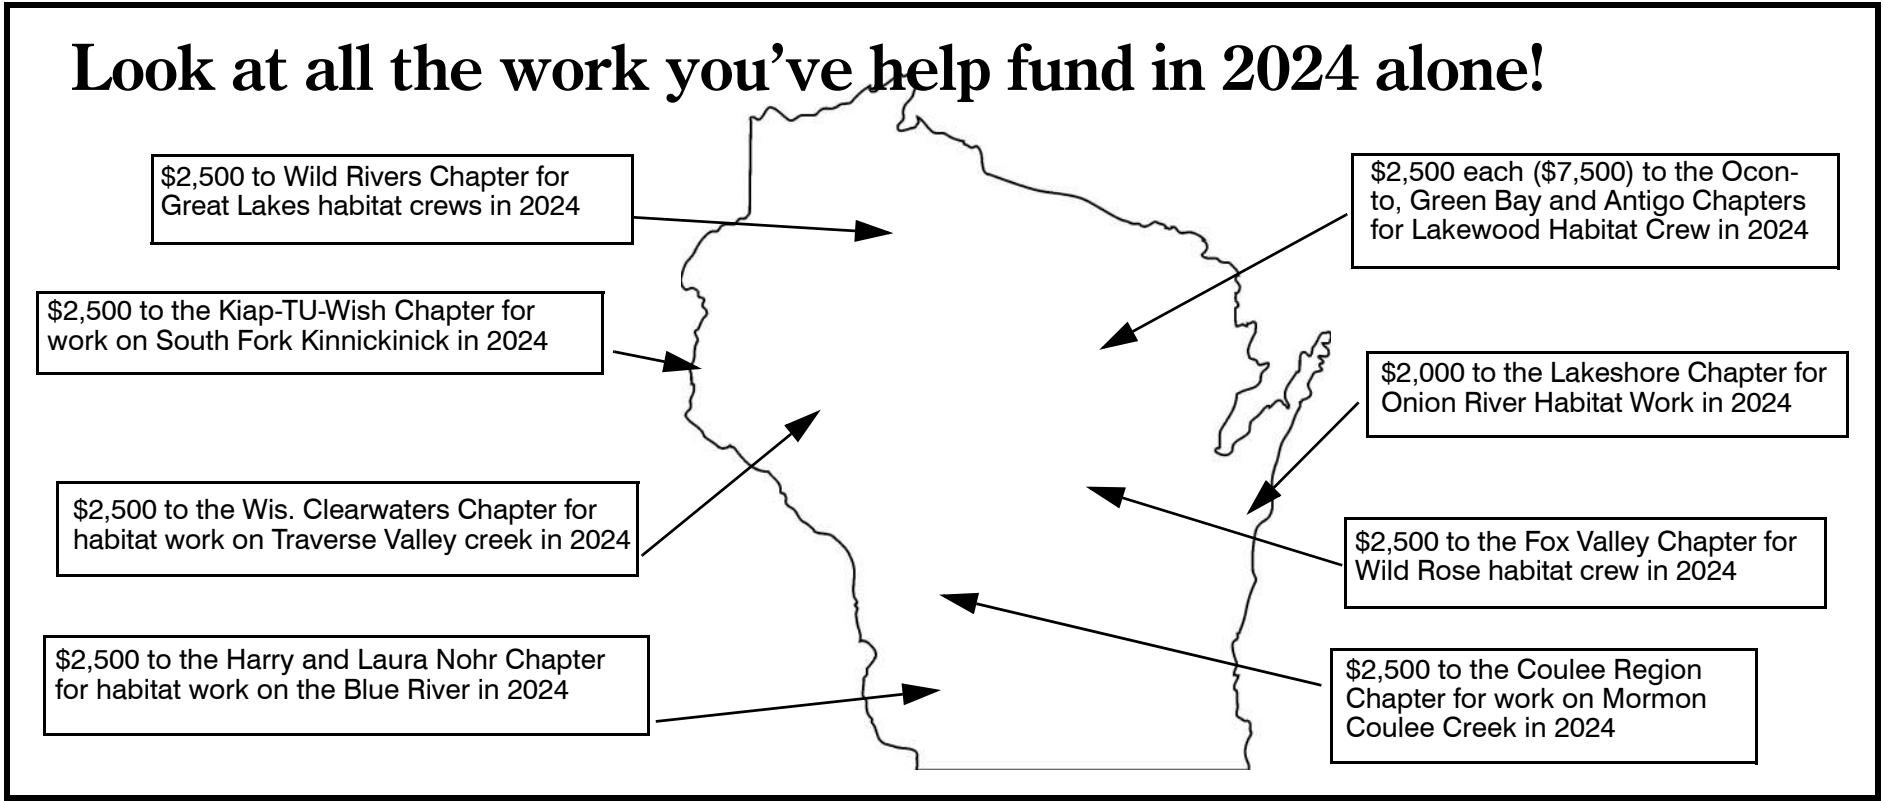 Look at all the work you’ve help fund in 2024 alone!
$2,500 to Wild Rivers Chapter for
Great Lakes habitat crews in 2024
$2,500 to the Kiap-TU-Wish Chapter for
work on South Fork Kinnickinick in 2024
$2,500 to the Wis. Clearwaters Chapter for
habitat work on Traverse Valley creek in 2024
$2,500 to the Harry and Laura Nohr Chapter
for habitat work on the Blue River in 2024
$2,500 each ($7,500) to the Ocon-
to, Green Bay and Antigo Chapters
for Lakewood Habitat Crew in 2024
$2,000 to the Lakeshore Chapter for
Onion River Habitat Work in 2024
$2,500 to the Fox Valley Chapter for
Wild Rose habitat crew in 2024
$2,500 to the Coulee Region
Chapter for work on Mormon
Coulee Creek in 2024